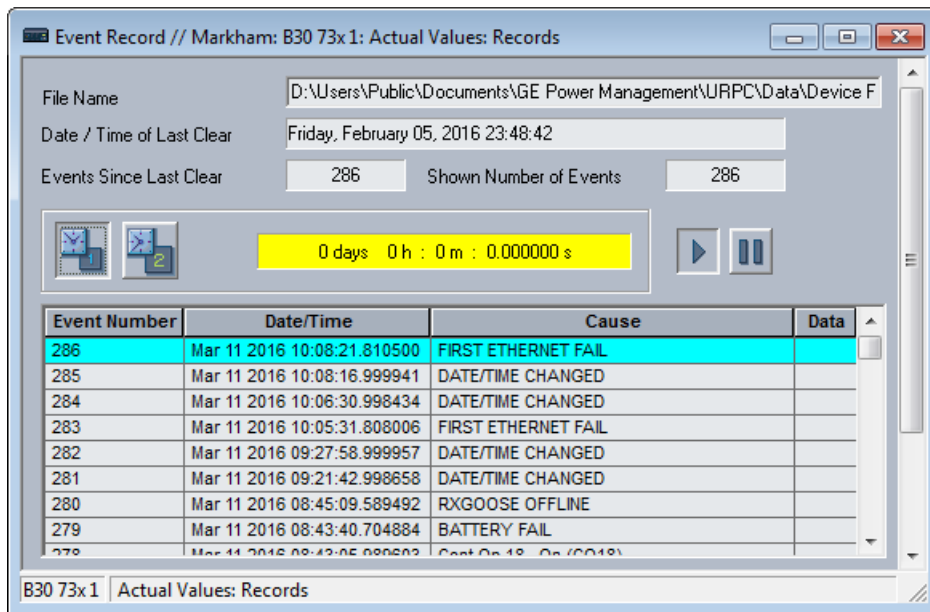 Event Record // Markham: B30 73x 1: Actual Values: Records
File Name D:\Users\Public\Documents\GE Power Management\URPC\Data\Device F
Date / Time of Last Clear Friday, February 05, 2016 23:48:42
Events Since Last Clear 286 Shown Number of Events 286
1 2 0 days 0 h : 0 m : 0.000000 s
Event Number Date/Time Cause Data
286 Mar 11 2016 10:08:21.810500 FIRST ETHERNET FAIL
285 Mar 11 2016 10:08:16.999941 DATE/TIME CHANGED
284 Mar 11 2016 10:06:30.998434 DATE/TIME CHANGED
283 Mar 11 2016 10:05:31.808006 FIRST ETHERNET FAIL
282 Mar 11 2016 09:27:58.999957 DATE/TIME CHANGED
281 Mar 11 2016 09:21:42.998658 DATE/TIME CHANGED
280 Mar 11 2016 08:45:09.589492 RXGOOSE OFFLINE
279 Mar 11 2016 08:43:40.704884 BATTERY FAIL
278 Mar 11 2016
B30 73x 1 Actual Values: Records